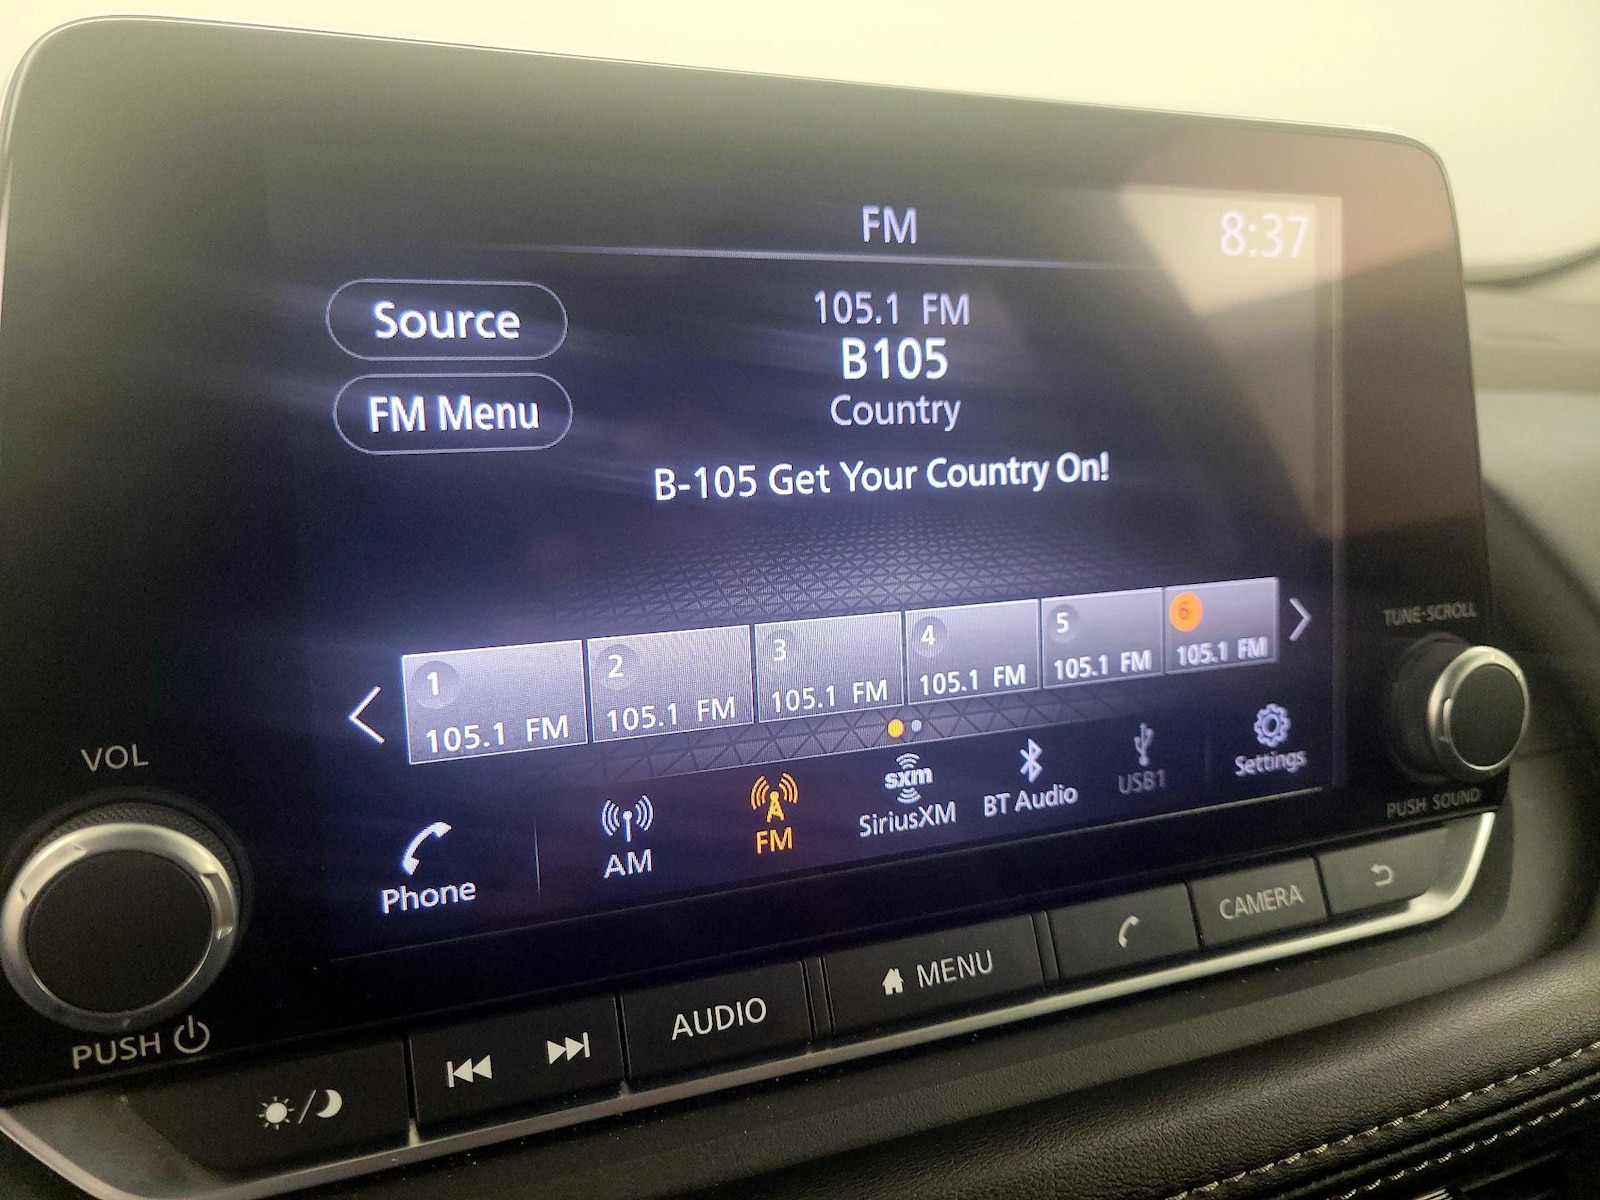 FM
8:37
Source
FM Menu
105.1 FM
B105
Country
B-105 Get Your Country On!
1
105.1 FM
2
105.1 FM
3
105.1 FM
4
105.1 FM
5
105.1 FM
6
105.1 FM
Phone
AM
FM
sxm
SiriusXM
BT Audio
USB1
Settings
VOL
PUSH
TUNE·SCROLL
PUSH SOUND
AUDIO
MENU
CAMERA